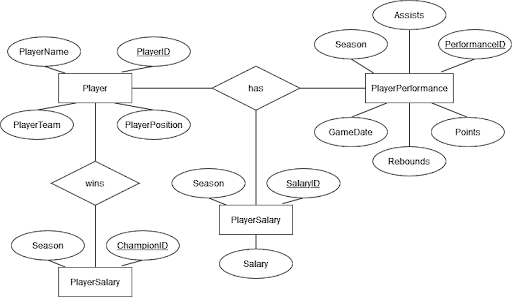 Assists
Season
PerformanceID
PlayerName
PlayerID
Player
has
PlayerPerformance
PlayerTeam
PlayerPosition
GameDate
Points
Rebounds
wins
Season
SalaryID
PlayerSalary
Season
ChampionID
Salary
PlayerSalary